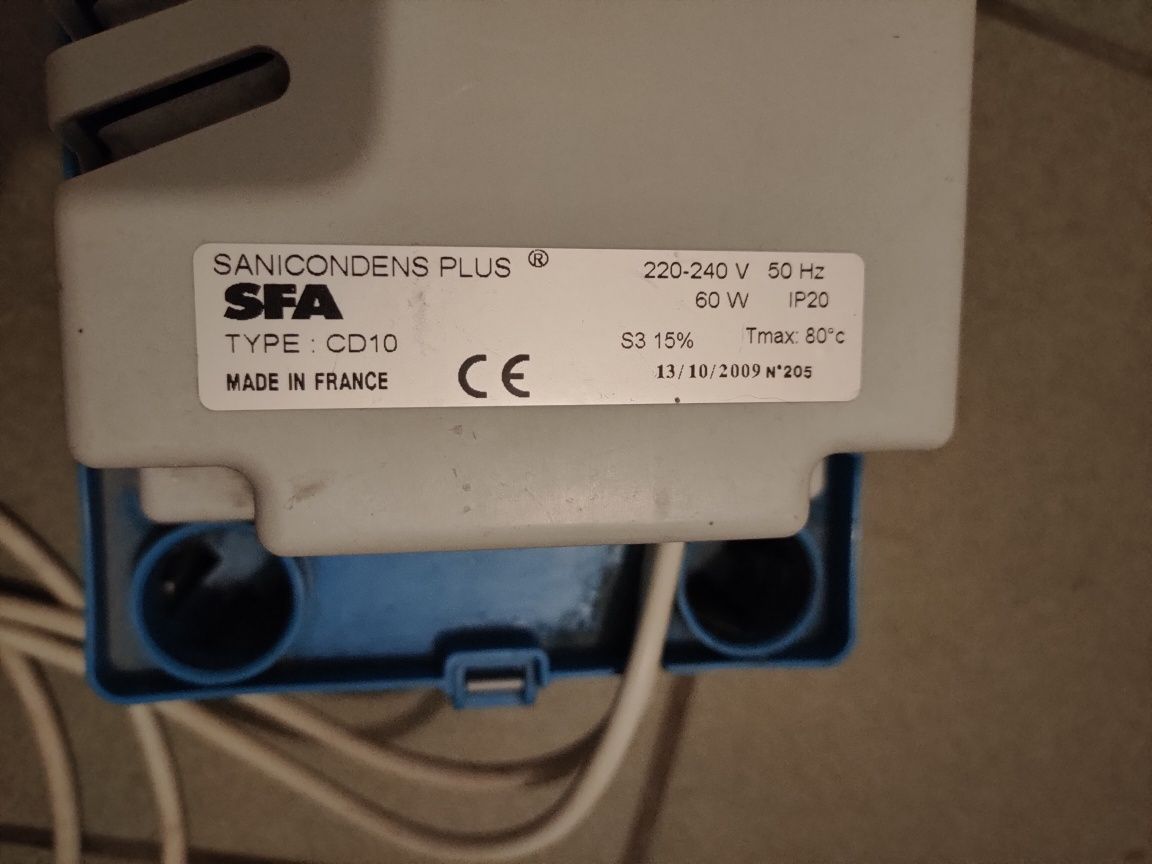 SANICONDENS PLUS ®
SFA
TYPE : CD10
MADE IN FRANCE
CE
220-240 V 50 Hz
60 W IP20
S3 15% Tmax: 80°c
13/10/2009 N°205